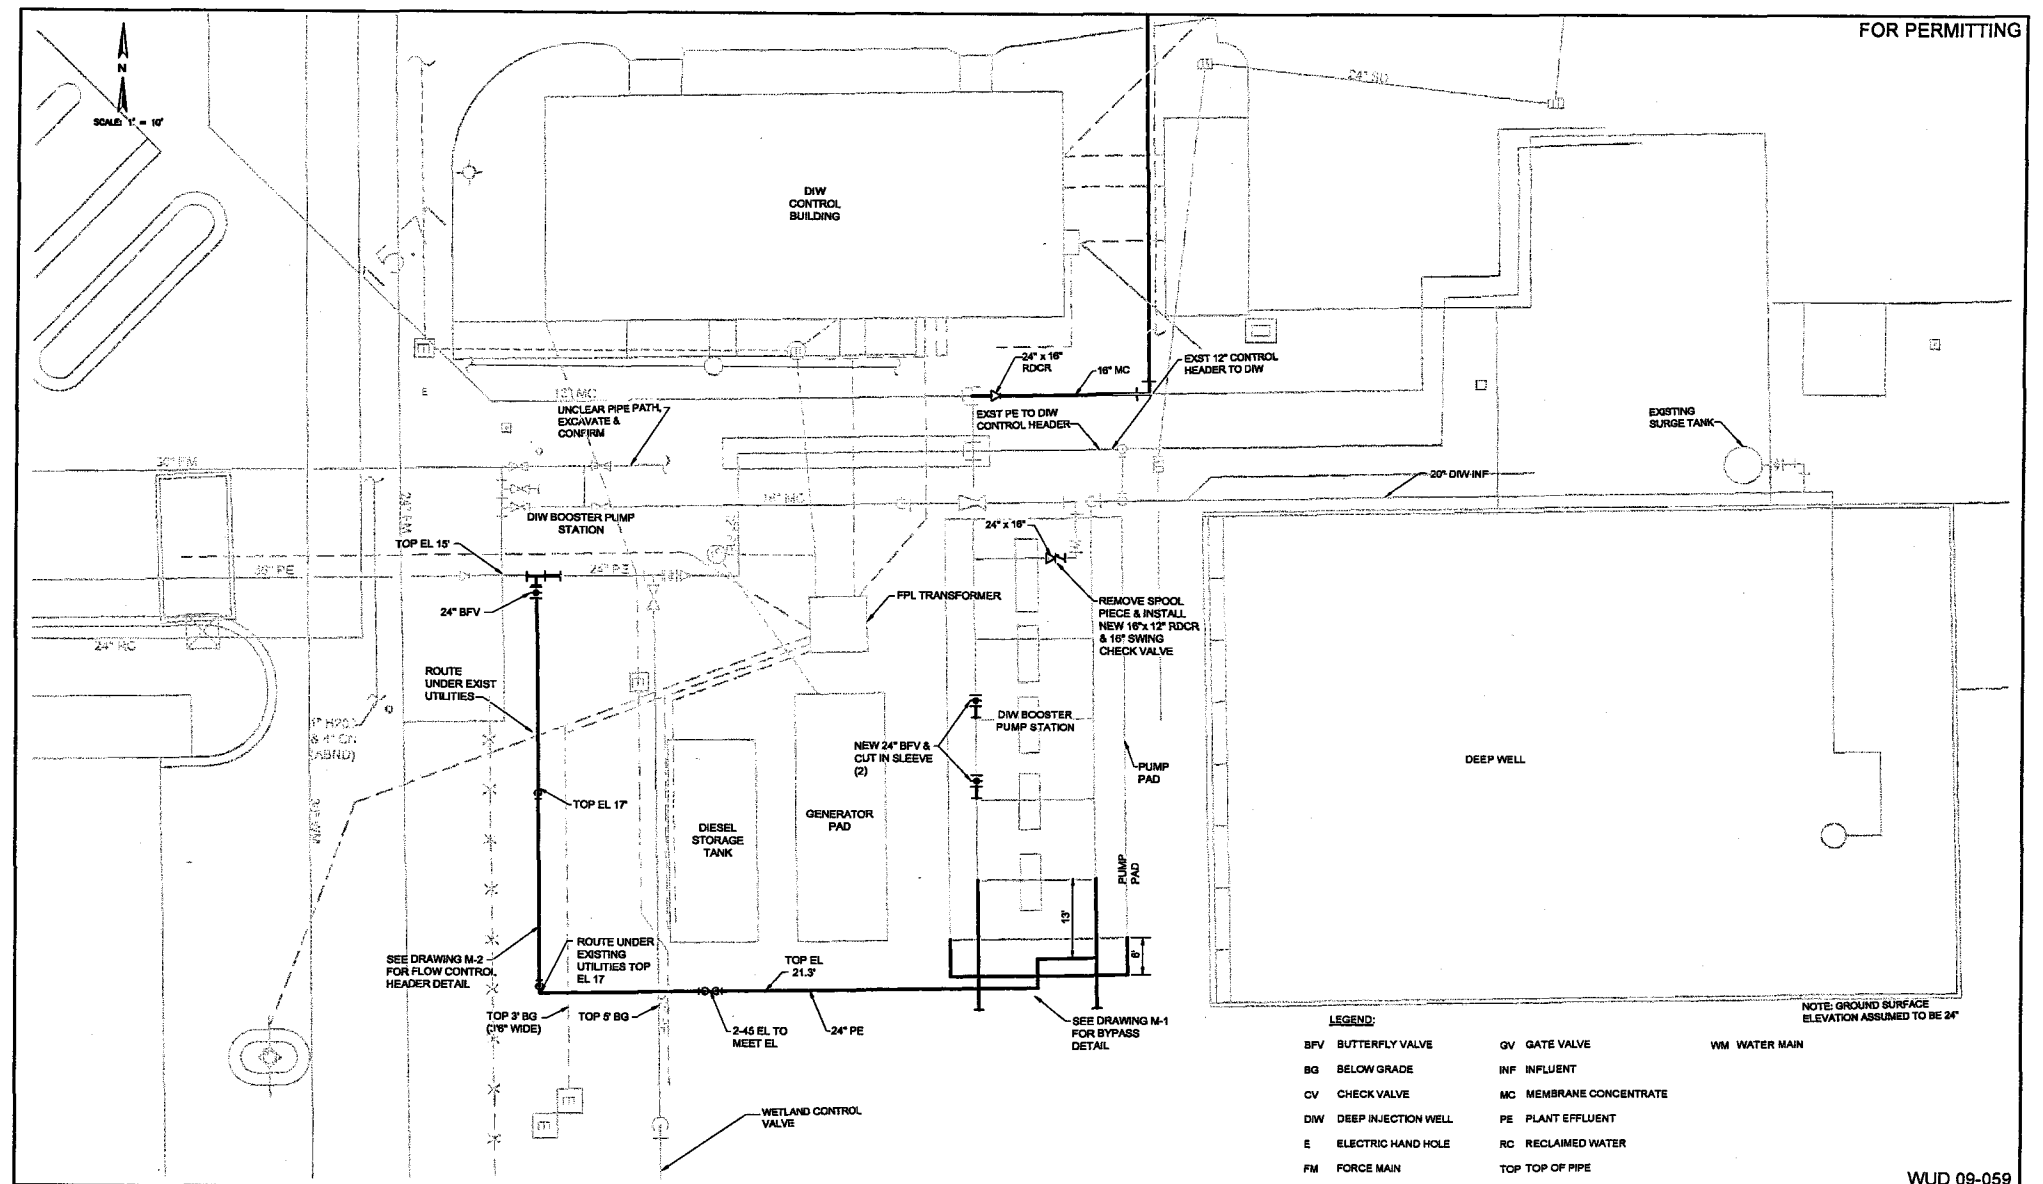 FOR PERMITTING
N
SCALE: 1" = 10'
24" SD
DIW
CONTROL
BUILDING
24" x 16"
RDCR
16" MC
EXST 12" CONTROL
HEADER TO DIW
UNCLEAR PIPE PATH,
EXCAVATE &
CONFIRM
EXST PE TO DIW
CONTROL HEADER
EXISTING
SURGE TANK
E
16" MC
20" DIW-INF
DIW BOOSTER PUMP
STATION
24" x 16"
TOP EL 15'
36" PE
24" PE
24" BFV
FPL TRANSFORMER
REMOVE SPOOL
PIECE & INSTALL
NEW 16"x 12" RDCR
& 16" SWING
CHECK VALVE
24" RC
ROUTE
UNDER EXIST
UTILITIES
(ABND)
DIW BOOSTER
PUMP STATION
NEW 24" BFV &
CUT IN SLEEVE
(2)
PUMP
PAD
DEEP WELL
TOP EL 17'
GENERATOR
PAD
DIESEL
STORAGE
TANK
PUMP
PAD
13'
6'
SEE DRAWING M-2
FOR FLOW CONTROL
HEADER DETAIL
ROUTE UNDER
EXISTING
UTILITIES TOP
EL 17
TOP EL
21.3'
TOP 3' BG
(3'6" WIDE)
TOP 5' BG
2-45 EL TO
MEET EL
24" PE
SEE DRAWING M-1
FOR BYPASS
DETAIL
NOTE: GROUND SURFACE
ELEVATION ASSUMED TO BE 24"
WETLAND CONTROL
VALVE
LEGEND:
BFV BUTTERFLY VALVE
BG BELOW GRADE
CV CHECK VALVE
DIW DEEP INJECTION WELL
E ELECTRIC HAND HOLE
FM FORCE MAIN
GV GATE VALVE
INF INFLUENT
MC MEMBRANE CONCENTRATE
PE PLANT EFFLUENT
RC RECLAIMED WATER
TOP TOP OF PIPE
WM WATER MAIN
WUD 09-059